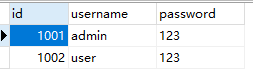 id username password
1001 admin 123
1002 user 123